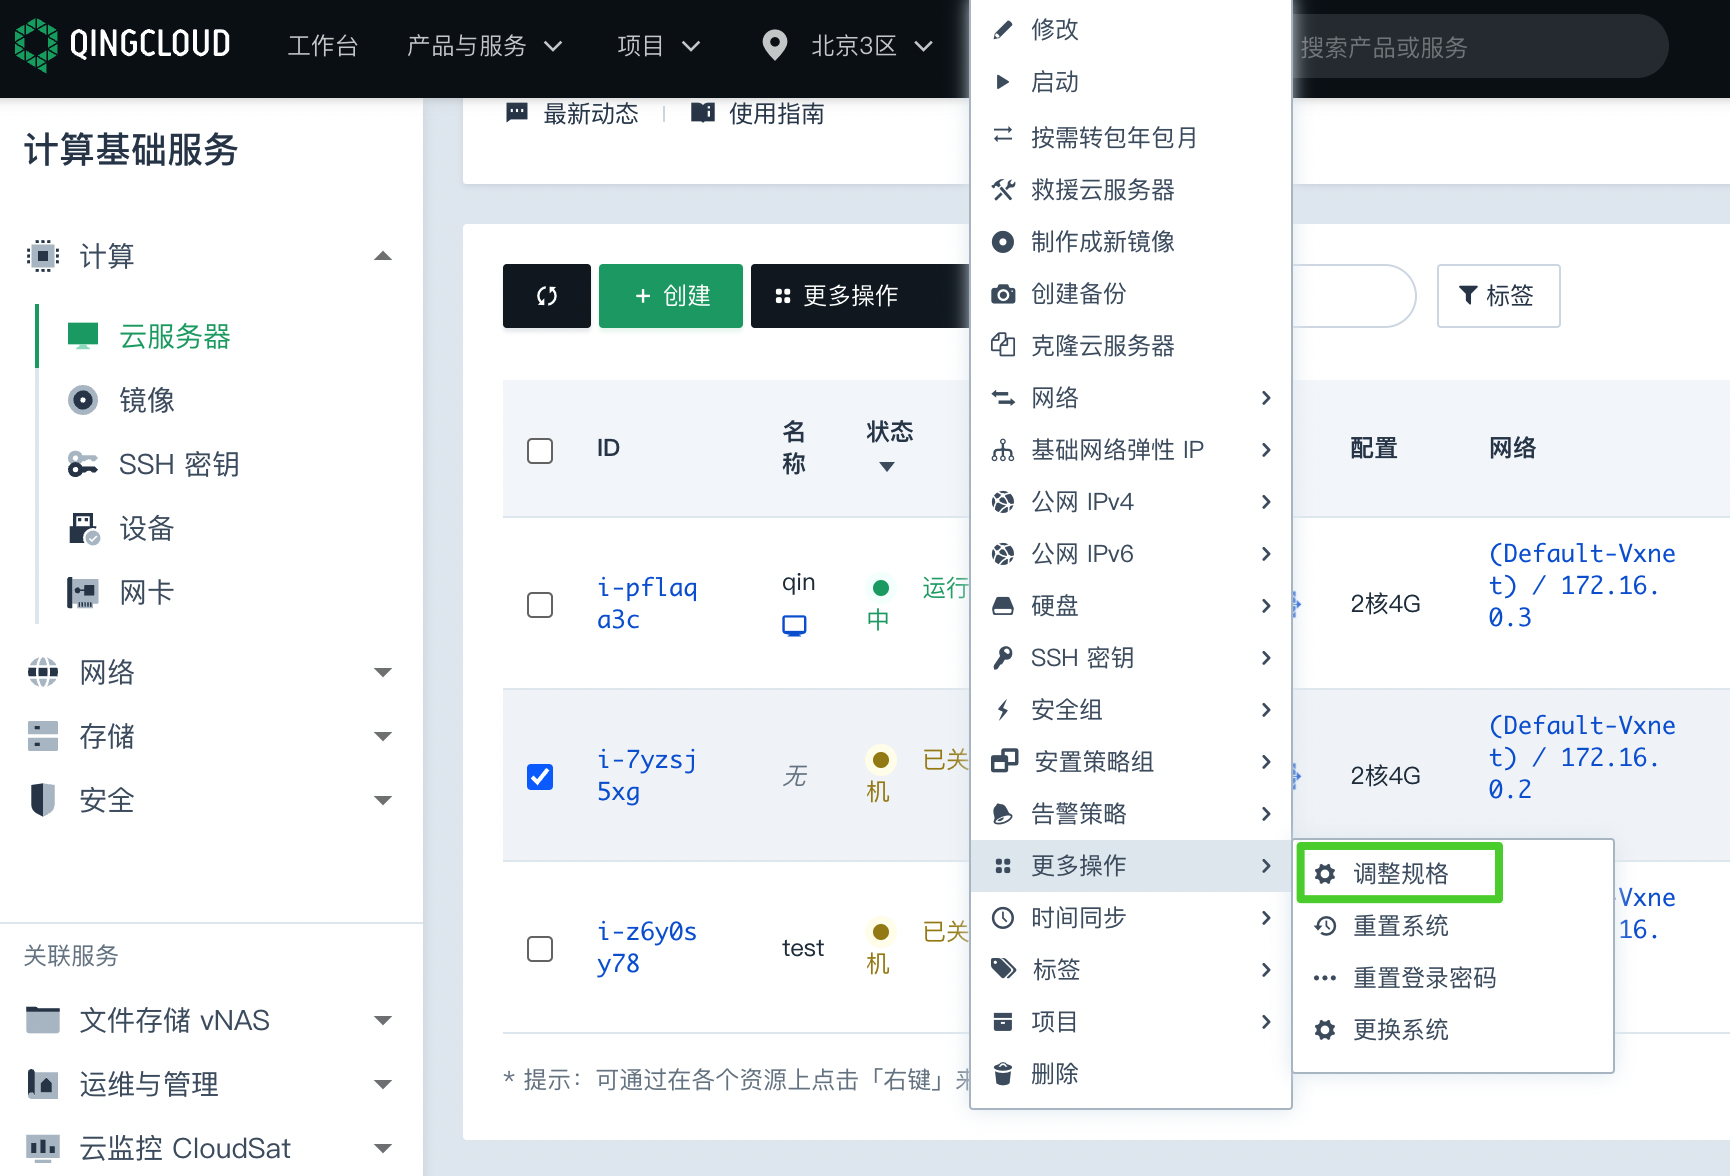 QINGCLOUD
工作台
产品与服务
项目
北京3区
搜索产品或服务
计算基础服务
计算
云服务器
镜像
SSH 密钥
设备
网卡
网络
存储
安全
关联服务
文件存储 vNAS
运维与管理
云监控 CloudSat
最新动态
使用指南
+ 创建
更多操作
标签
ID
名
称
状态
配置
网络
i-pflaq
a3c
qin
运行
中
2核4G
(Default-Vxne
t) / 172.16.
0.3
i-7yzsj
5xg
无
已关
机
2核4G
(Default-Vxne
t) / 172.16.
0.2
i-z6y0s
y78
test
已关
机
-Vxne
16.
* 提示：可通过在各个资源上点击「右键」来
修改
启动
按需转包年包月
救援云服务器
制作成新镜像
创建备份
克隆云服务器
网络
基础网络弹性 IP
公网 IPv4
公网 IPv6
硬盘
SSH 密钥
安全组
安置策略组
告警策略
更多操作
时间同步
标签
项目
删除
调整规格
重置系统
重置登录密码
更换系统